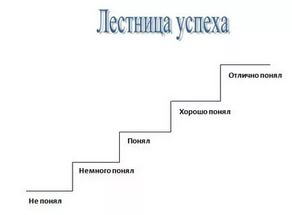 Лестница успеха
Отлично понял
Хорошо понял
Понял
Немного понял
Не понял